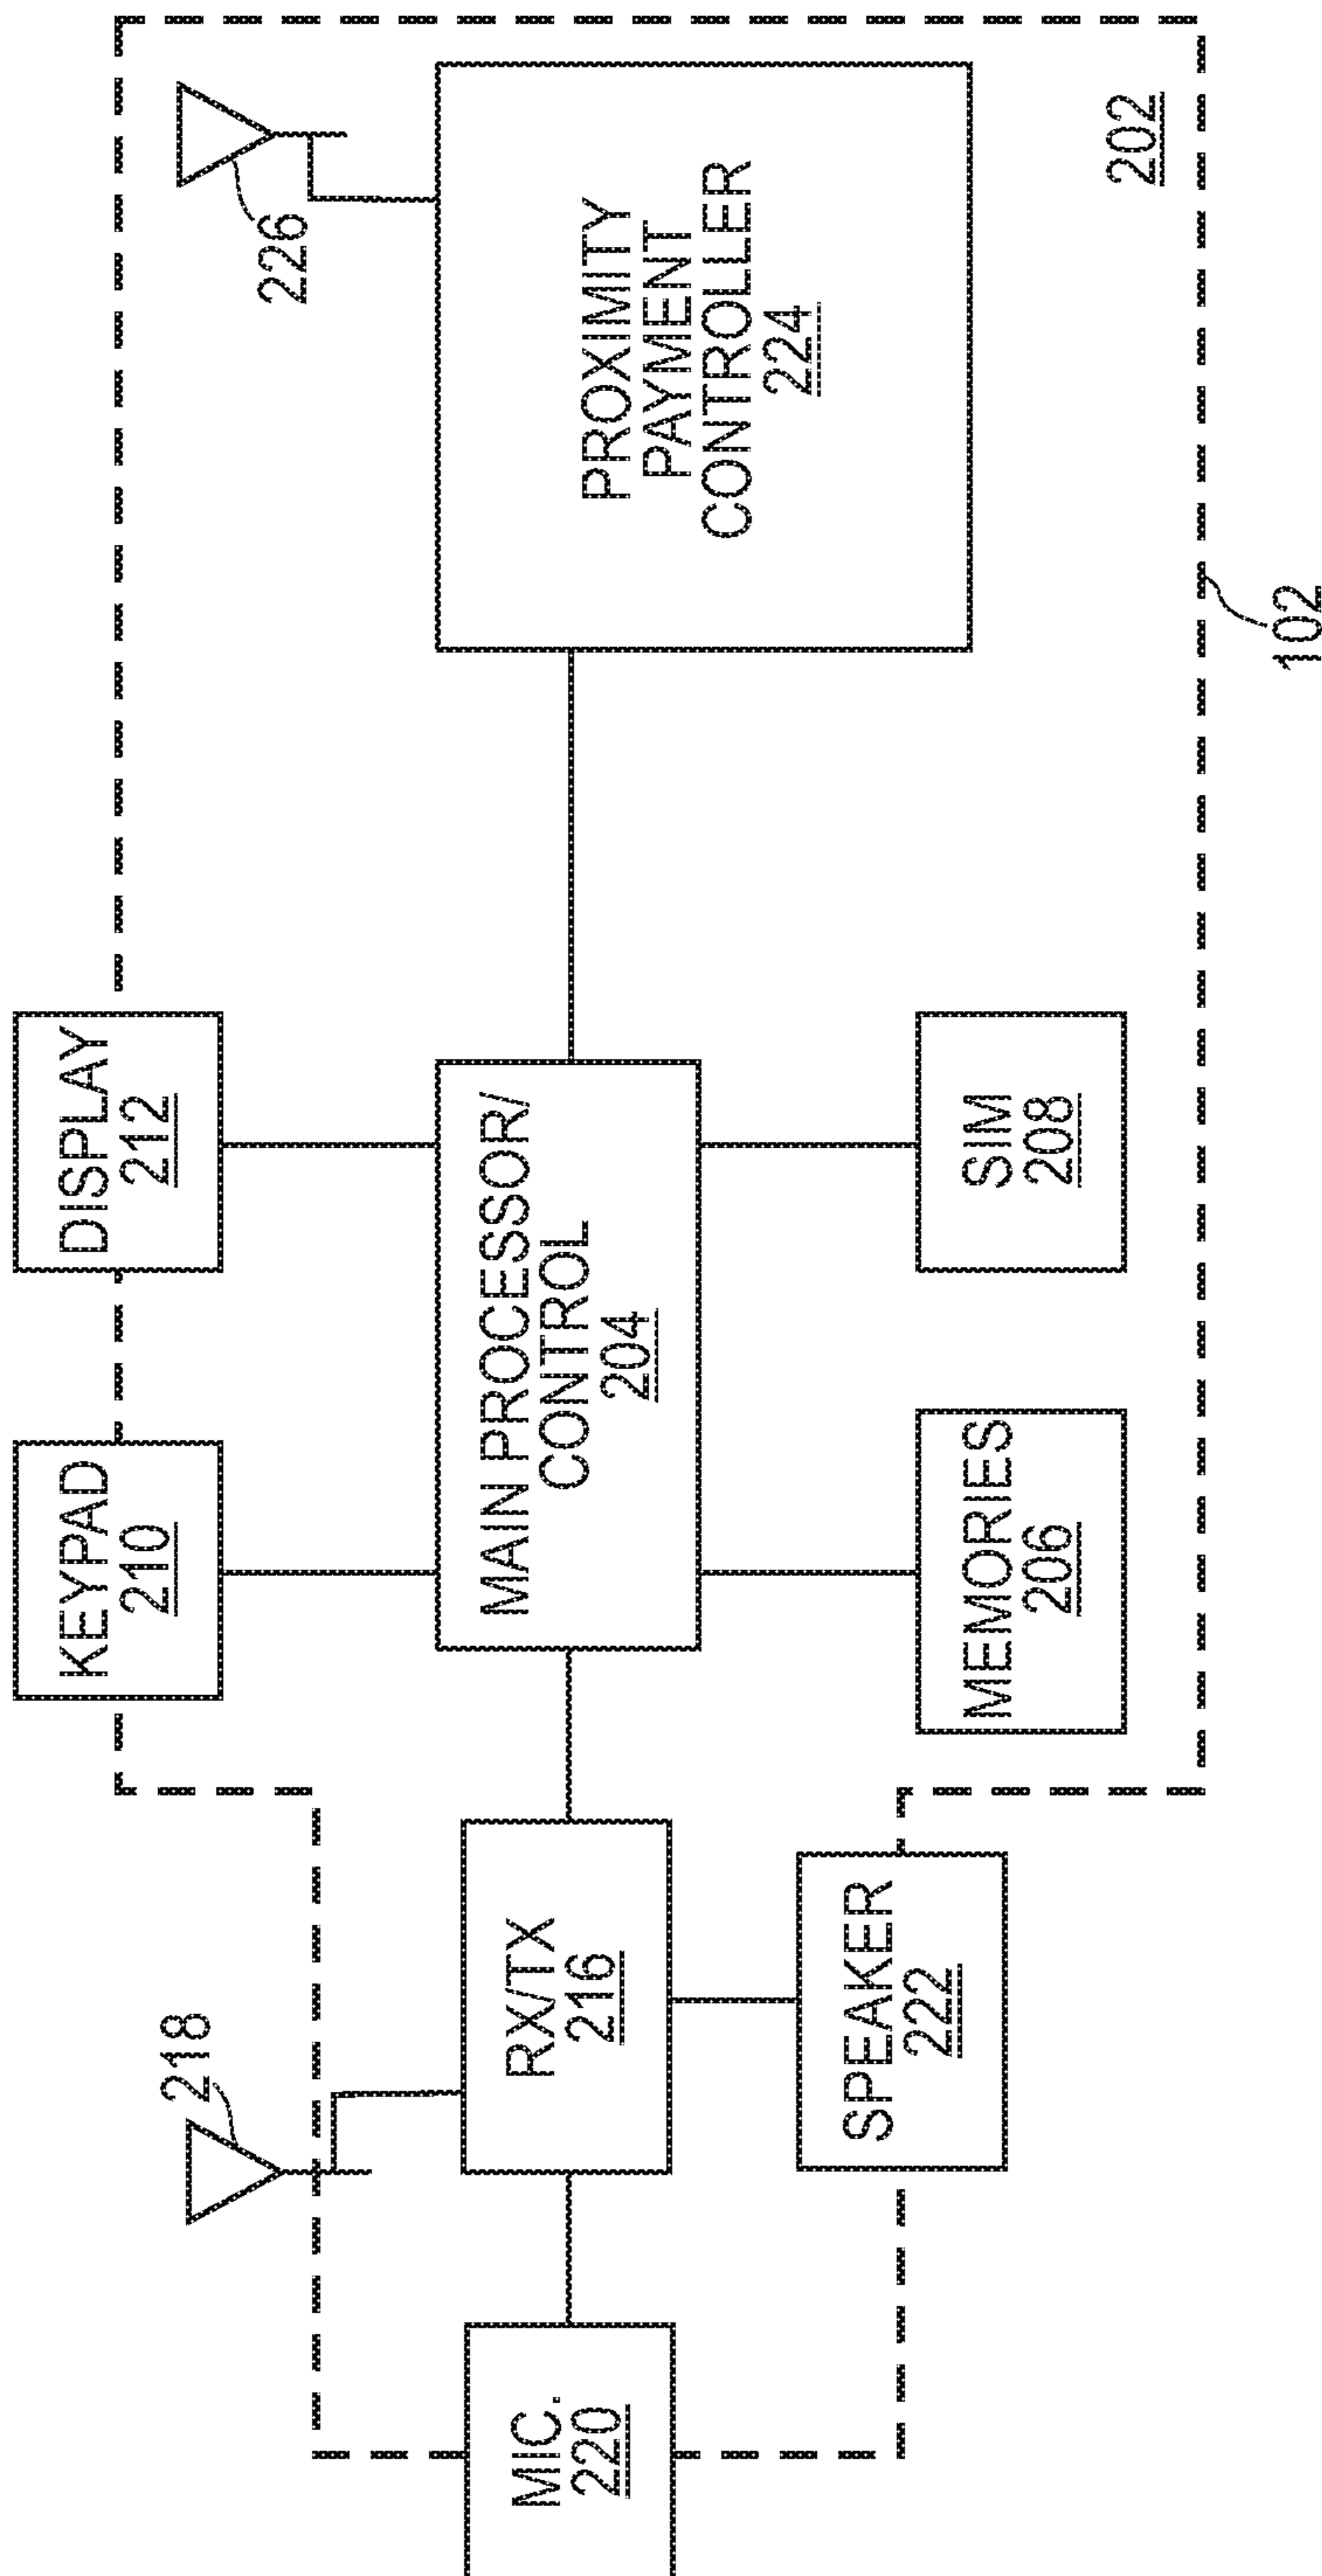 218
MIC.
220
RX/TX
216
SPEAKER
222
KEYPAD
210
DISPLAY
212
MAIN PROCESSOR/
CONTROL
204
MEMORIES
206
SIM
208
226
PROXIMITY
PAYMENT
CONTROLLER
224
202
102